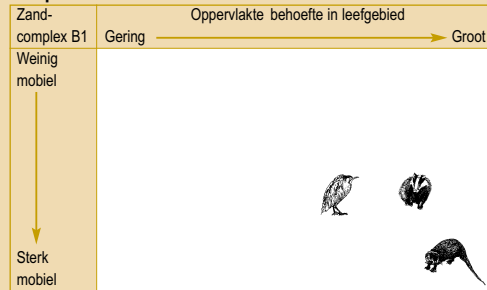 Zand-
complex B1
Oppervlakte behoefte in leefgebied
Gering
Groot
Weinig
mobiel
Sterk
mobiel